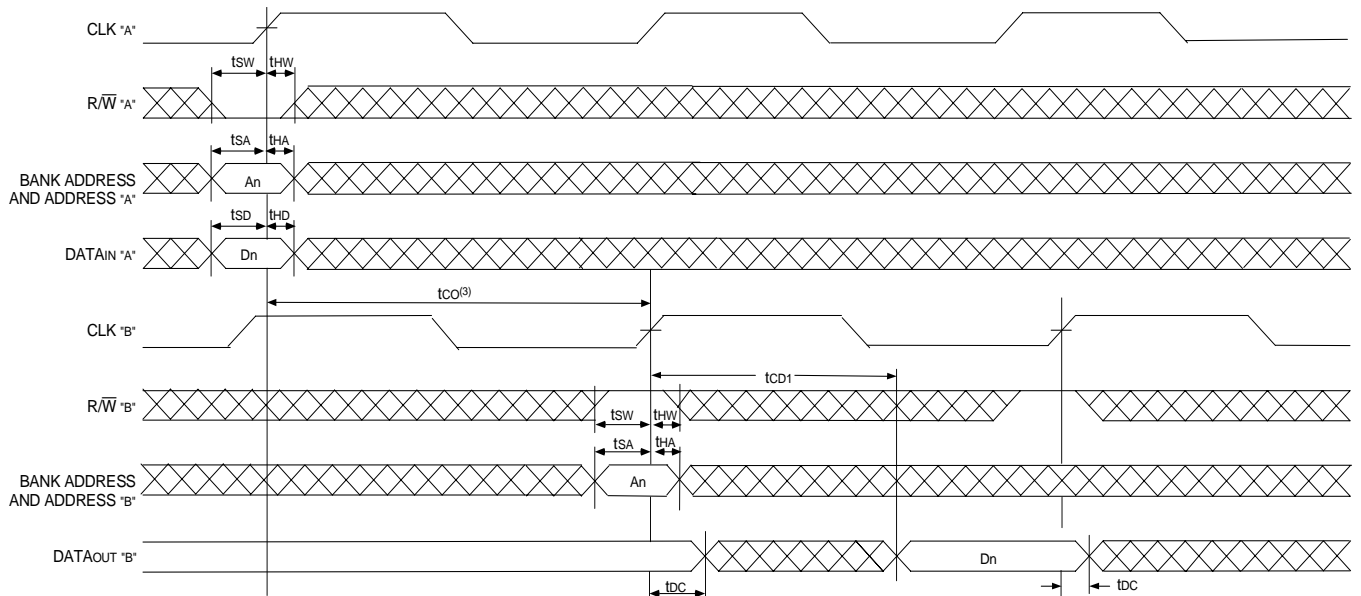 CLK "A"
tSW tHW
R/W̅ "A"
tSA tHA
BANK ADDRESS
AND ADDRESS "A"
An
tSD tHD
DATAIN "A"
Dn
tCO(3)
CLK "B"
tCD1
R/W̅ "B"
tSW tHW
tSA tHA
BANK ADDRESS
AND ADDRESS "B"
An
DATAOUT "B"
Dn
tDC
tDC